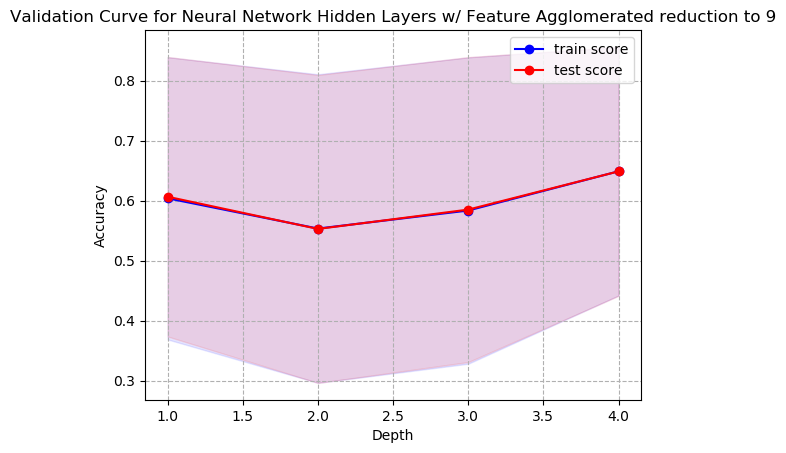 Validation Curve for Neural Network Hidden Layers w/ Feature Agglomerated reduction to 9
train score
test score
0.8
0.7
0.6
0.5
0.4
0.3
Accuracy
1.0 1.5 2.0 2.5 3.0 3.5 4.0
Depth